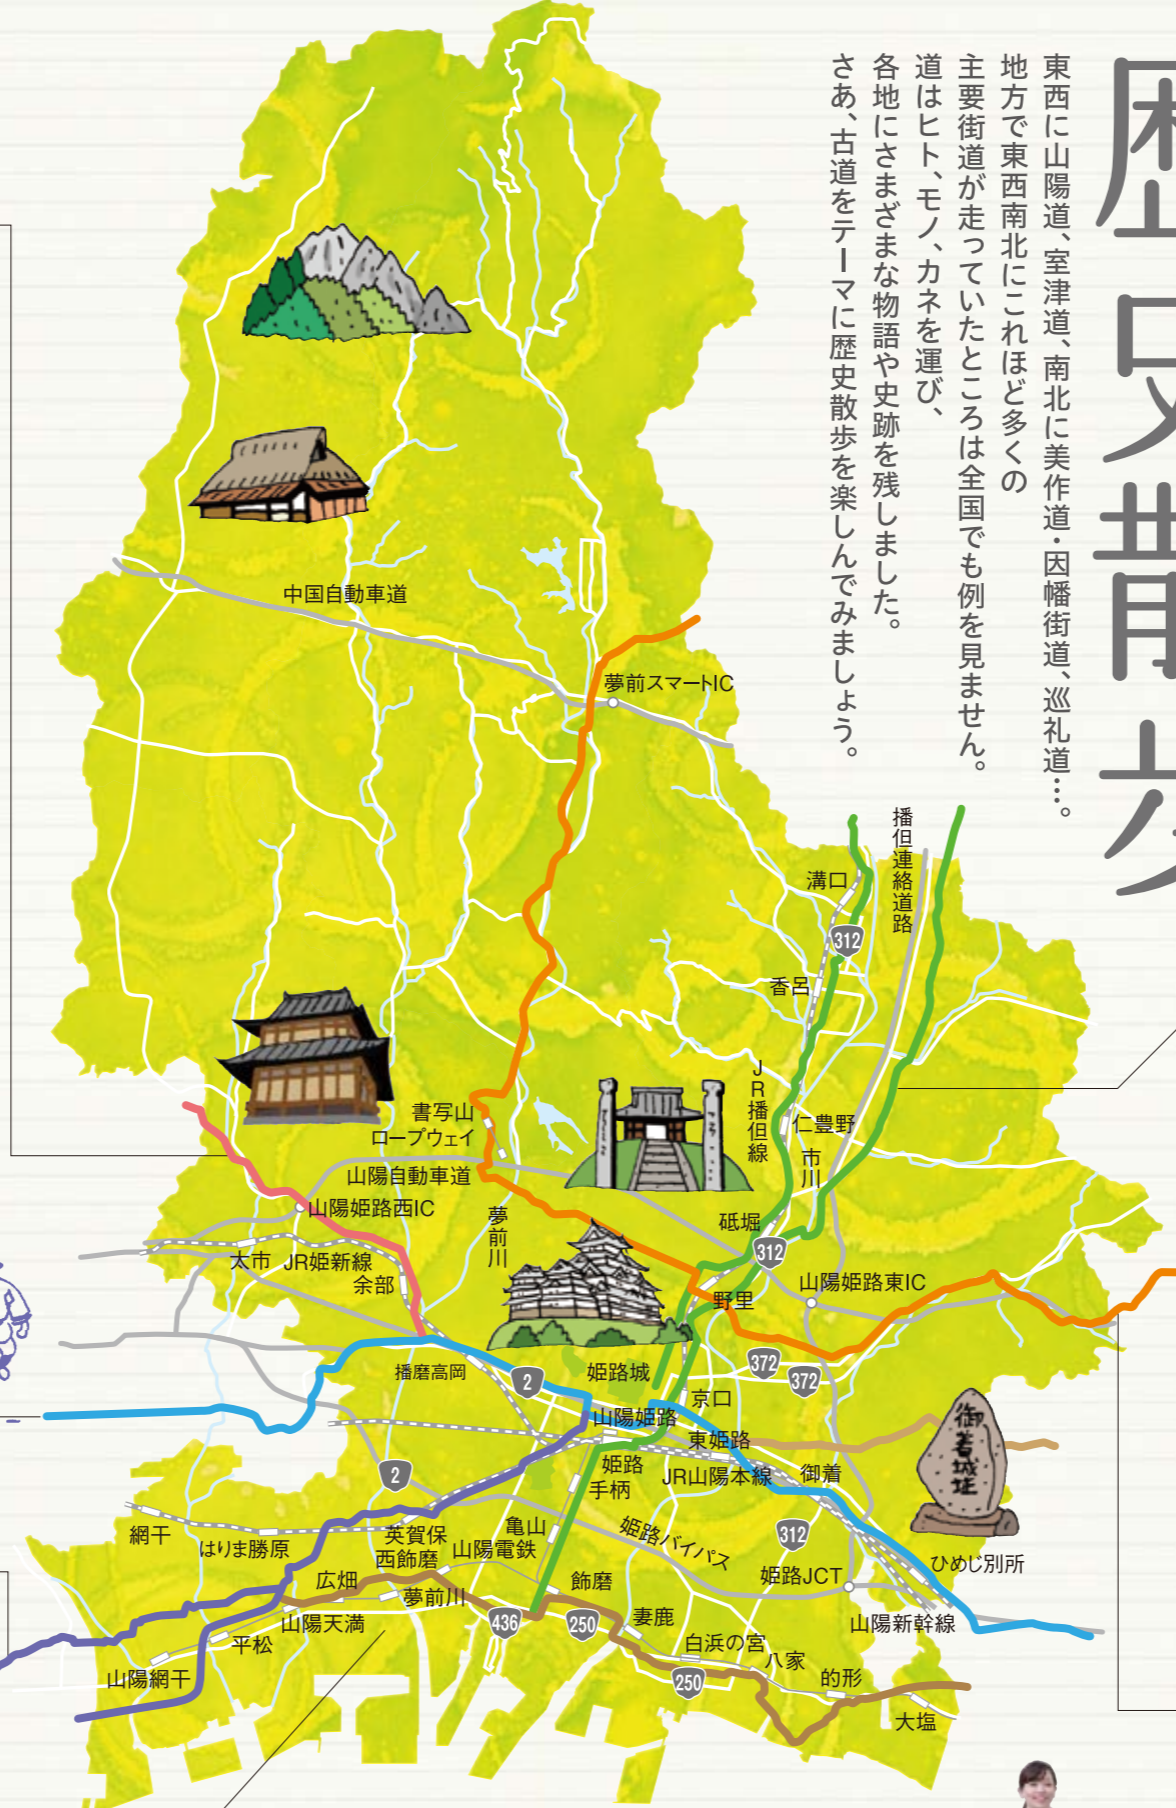 歴史散歩
東西に山陽道、室津道、南北に美作道・因幡街道、巡礼道…。
地方で東西南北にこれほど多くの
主要街道が走っていたところは全国でも例を見ません。
道はヒト、モノ、カネを運び、
各地にさまざまな物語や史跡を残しました。
さあ、古道をテーマに歴史散歩を楽しんでみましょう。
中国自動車道
夢前スマートIC
播但連絡道路
溝口
312
香呂
JR播但線
仁豊野
市川
書写山
ロープウェイ
山陽自動車道
山陽姫路西IC
夢前川
砥堀
312
太市
JR姫新線
余部
山陽姫路東IC
野里
播磨高岡
2
姫路城
372
372
京口
山陽姫路
東姫路
御着城址
2
姫路
手柄
JR山陽本線
御着
網干
はりま勝原
英賀保
西飾磨
山陽電鉄
亀山
姫路バイパス
312
ひめじ別所
広畑
夢前川
飾磨
姫路JCT
山陽天満
436
250
妻鹿
山陽新幹線
平松
白浜の宮
八家
山陽網干
250
的形
大塩